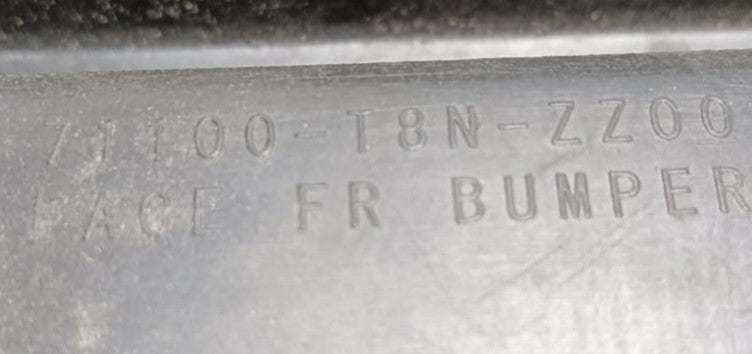 71100-T8N-ZZ00
FACE FR BUMPER